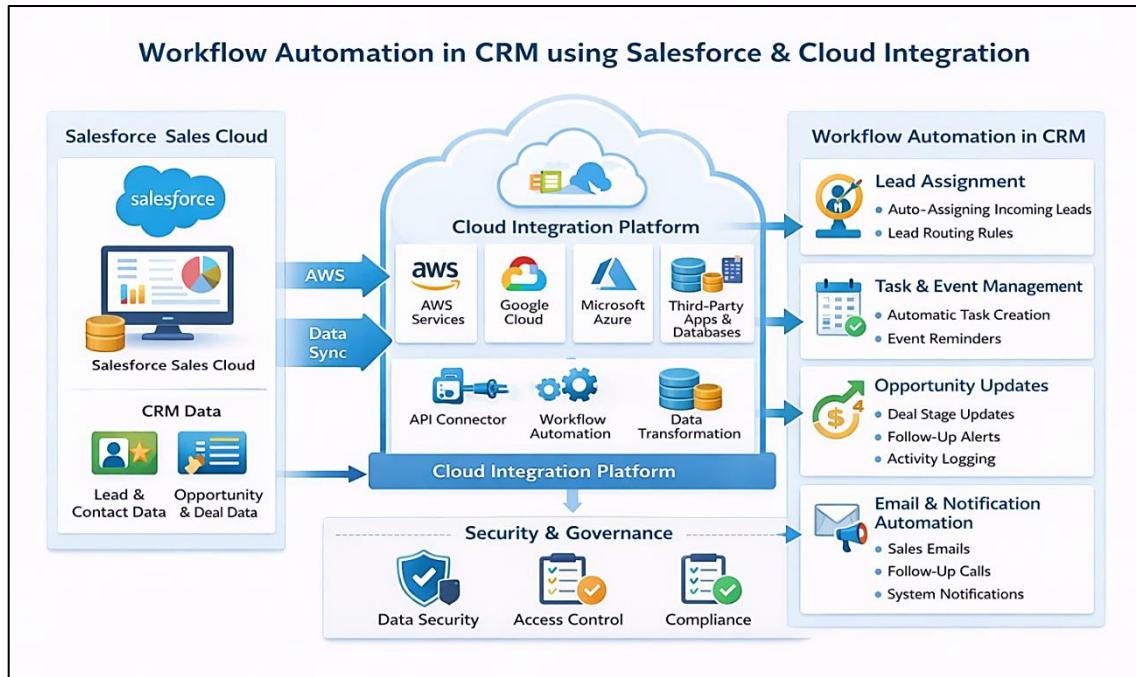 Workflow Automation in CRM using Salesforce & Cloud Integration
Salesforce Sales Cloud
salesforce
Salesforce Sales Cloud
CRM Data
Lead &
Contact Data
Opportunity
& Deal Data
AWS
Data
Sync
Cloud Integration Platform
aws
AWS
Services
Google
Cloud
Microsoft
Azure
Third-Party
Apps &
Databases
API Connector
Workflow
Automation
Data
Transformation
Cloud Integration Platform
Security & Governance
Data Security
Access Control
Compliance
Workflow Automation in CRM
Lead Assignment
• Auto-Assigning Incoming Leads
• Lead Routing Rules
Task & Event Management
• Automatic Task Creation
• Event Reminders
$ 4
Opportunity Updates
• Deal Stage Updates
• Follow-Up Alerts
• Activity Logging
Email & Notification
Automation
• Sales Emails
• Follow-Up Calls
• System Notifications